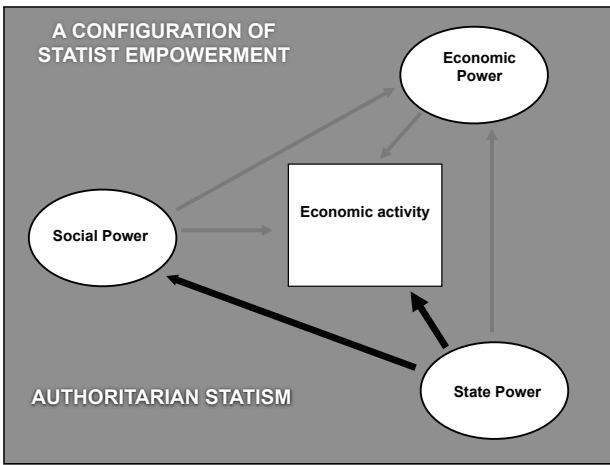 A CONFIGURATION OF
STATIST EMPOWERMENT
Economic
Power
Economic activity
Social Power
AUTHORITARIAN STATISM
State Power